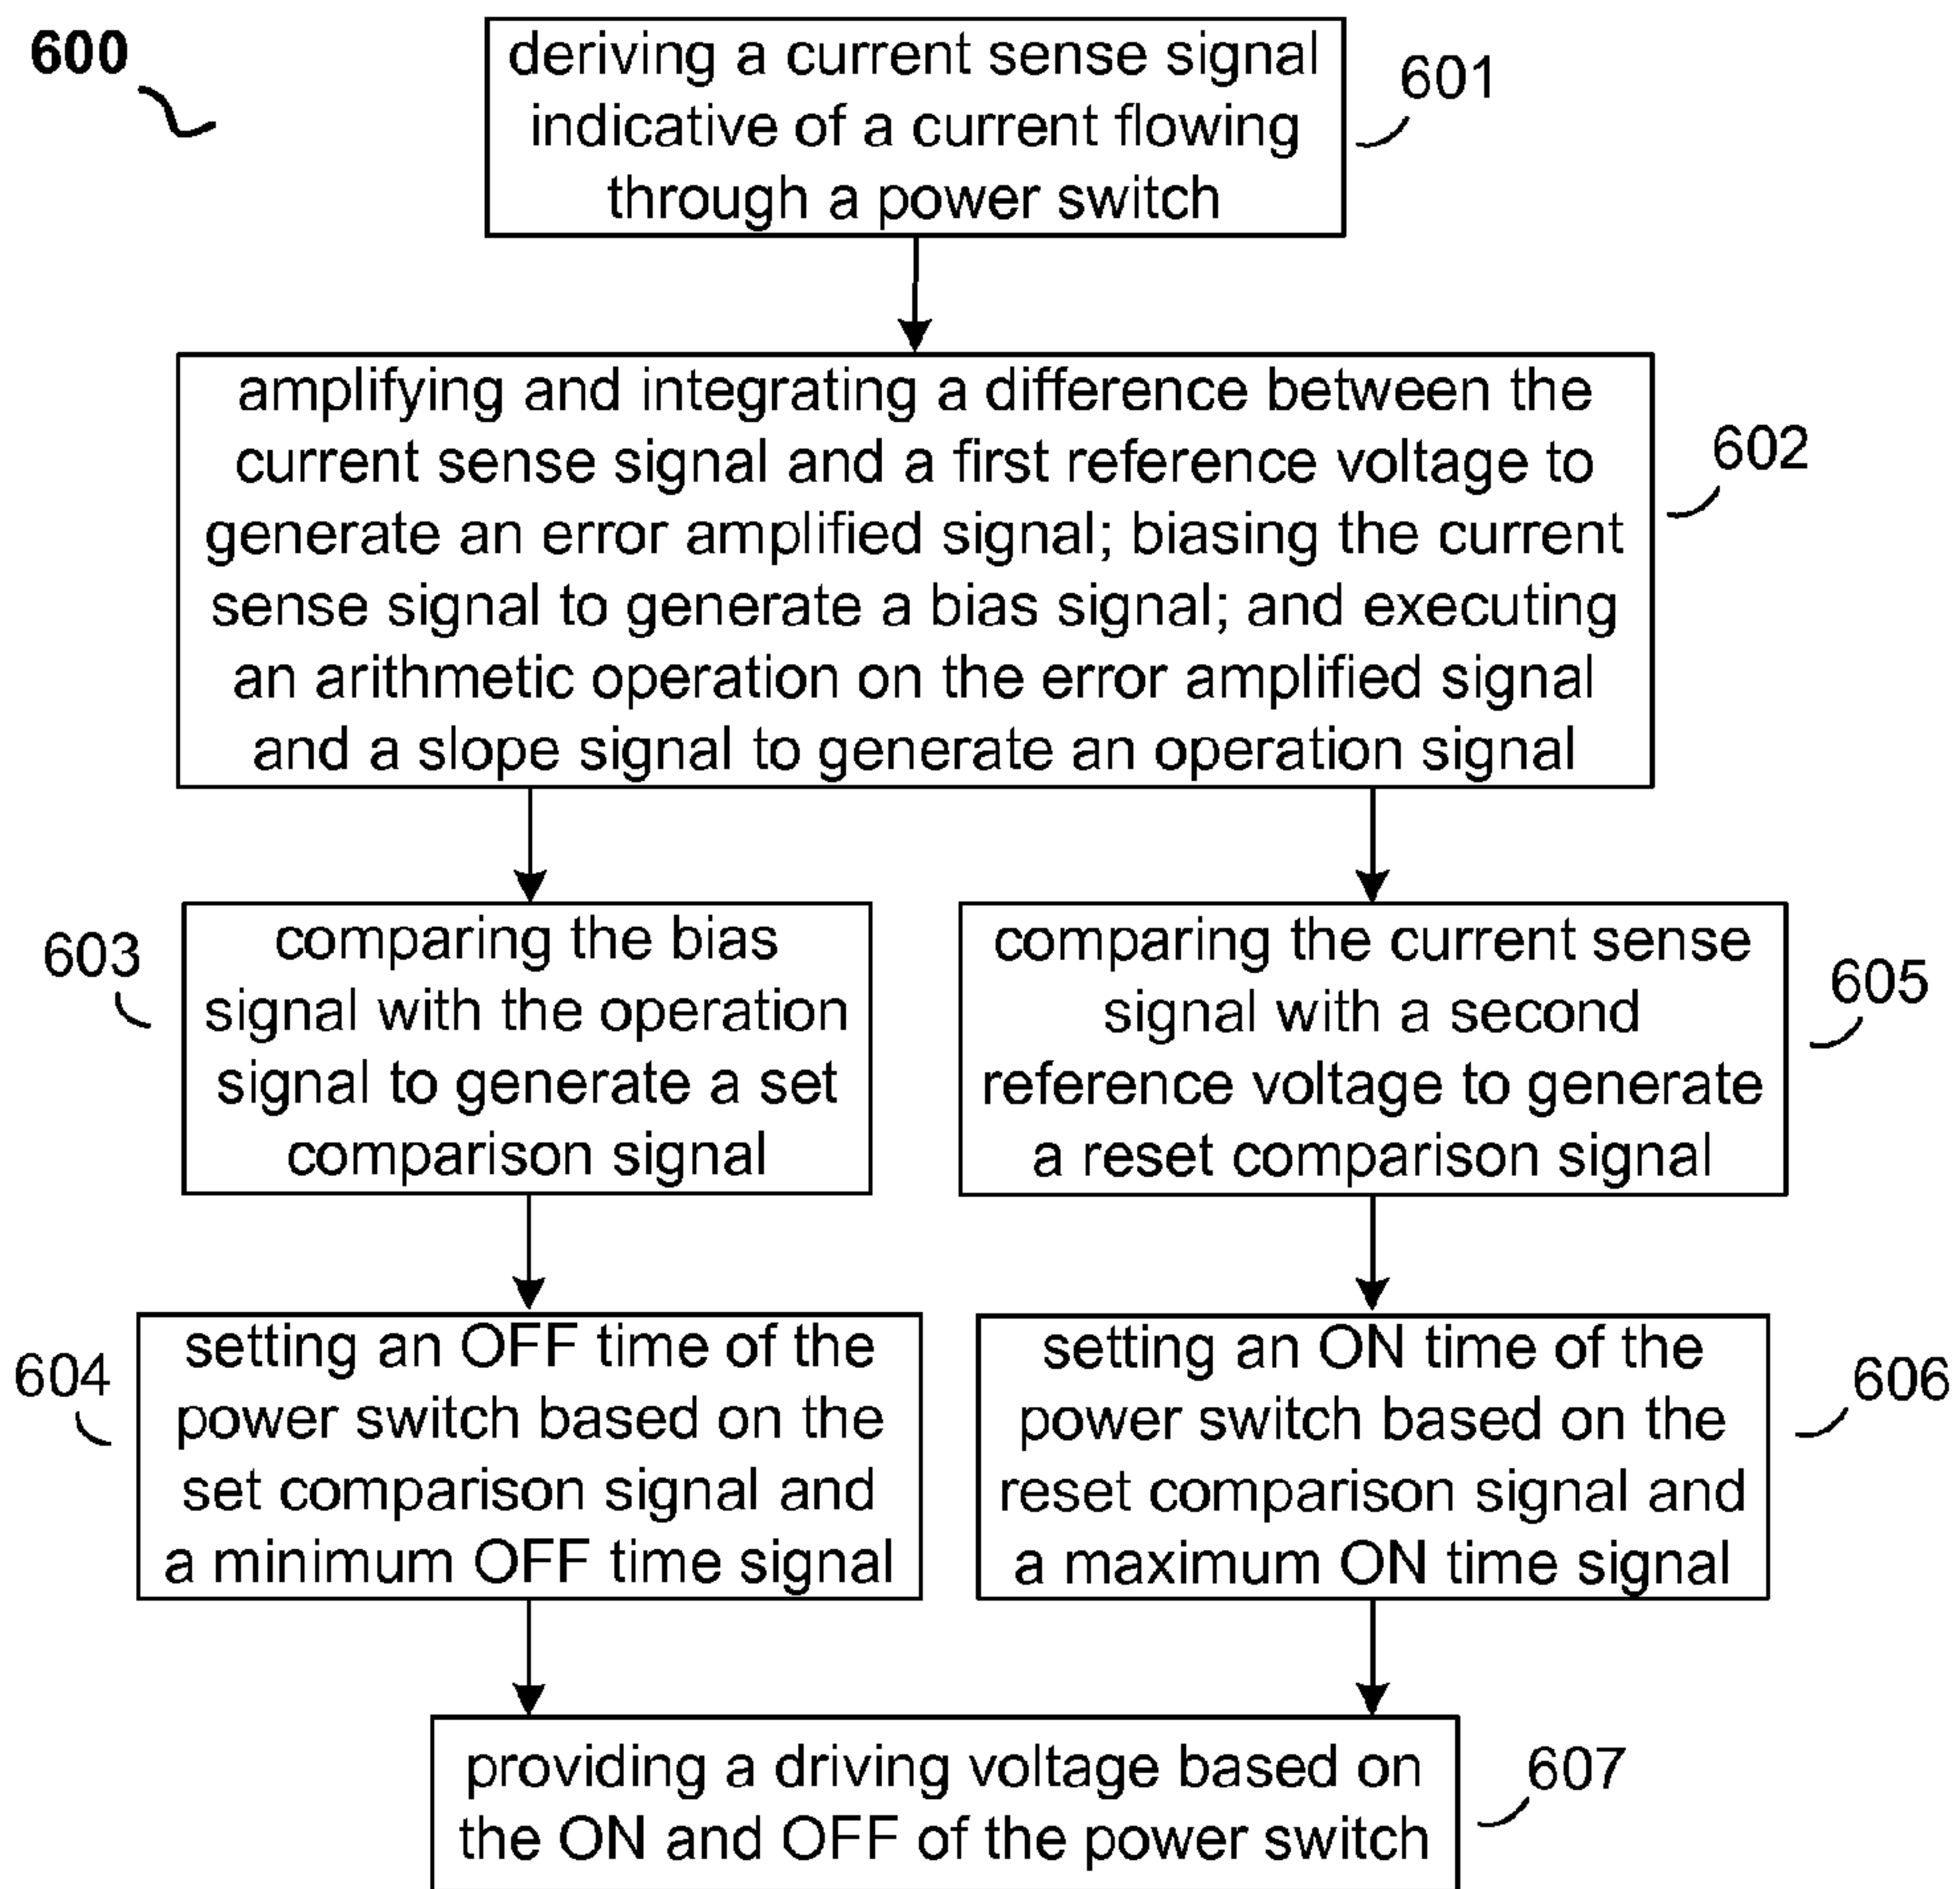 600
deriving a current sense signal
indicative of a current flowing
through a power switch
601
amplifying and integrating a difference between the
current sense signal and a first reference voltage to
generate an error amplified signal; biasing the current
sense signal to generate a bias signal; and executing
an arithmetic operation on the error amplified signal
and a slope signal to generate an operation signal
602
603
comparing the bias
signal with the operation
signal to generate a set
comparison signal
comparing the current sense
signal with a second
reference voltage to generate
a reset comparison signal
605
604
setting an OFF time of the
power switch based on the
set comparison signal and
a minimum OFF time signal
setting an ON time of the
power switch based on the
reset comparison signal and
a maximum ON time signal
606
providing a driving voltage based on
the ON and OFF of the power switch
607